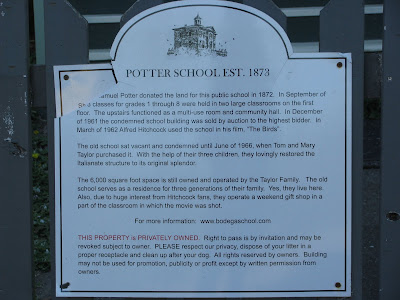 POTTER SCHOOL EST. 1873
amuel Potter donated the land for this public school in 1872. In September of
classes for grades 1 through 8 were held in two large classrooms on the first
floor. The upstairs functioned as a multi-use room and community hall. In December
of 1961 the condemned school building was sold by auction to the highest bidder. In
March of 1962 Alfred Hitchcock used the school in his film, "The Birds".
The old school sat vacant and condemned until June of 1966, when Tom and Mary
Taylor purchased it. With the help of their three children, they lovingly restored the
Italianate structure to its original splendor.
The 6,000 square foot space is still owned and operated by the Taylor Family. The old
school serves as a residence for three generations of their family. Yes, they live here.
Also, due to huge interest from Hitchcock fans, they operate a weekend gift shop in a
part of the classroom in which the movie was shot.
For more information: www.bodegaschool.com
THIS PROPERTY is PRIVATELY OWNED. Right to pass is by invitation and may be
revoked subject to owner. PLEASE respect our privacy, dispose of your litter in a
proper receptacle and clean up after your dog. All rights reserved by owners. Building
may not be used for promotion, publicity or profit except by written permission from
owners.